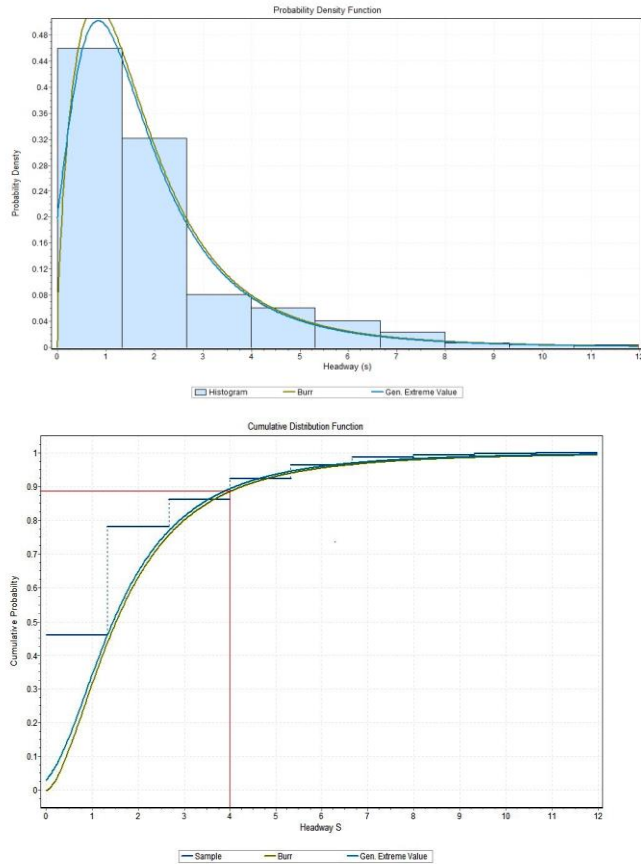 Probability Density Function
0.48
0.44
0.4
0.36
0.32
0.28
0.24
0.2
0.16
0.12
0.08
0.04
Probability Densty
0 1 2 3 4 5 6 7 8 9 10 11 12
Headway (s)
Histogram Burr Gen. Extreme Value
Cumulative Distribution Function
1
0.9
0.8
0.7
0.6
0.5
0.4
0.3
0.2
0.1
0
Cumulative Probability
0 1 2 3 4 5 6 7 8 9 10 11 12
Headway S
Sample Burr Gen. Extreme Value